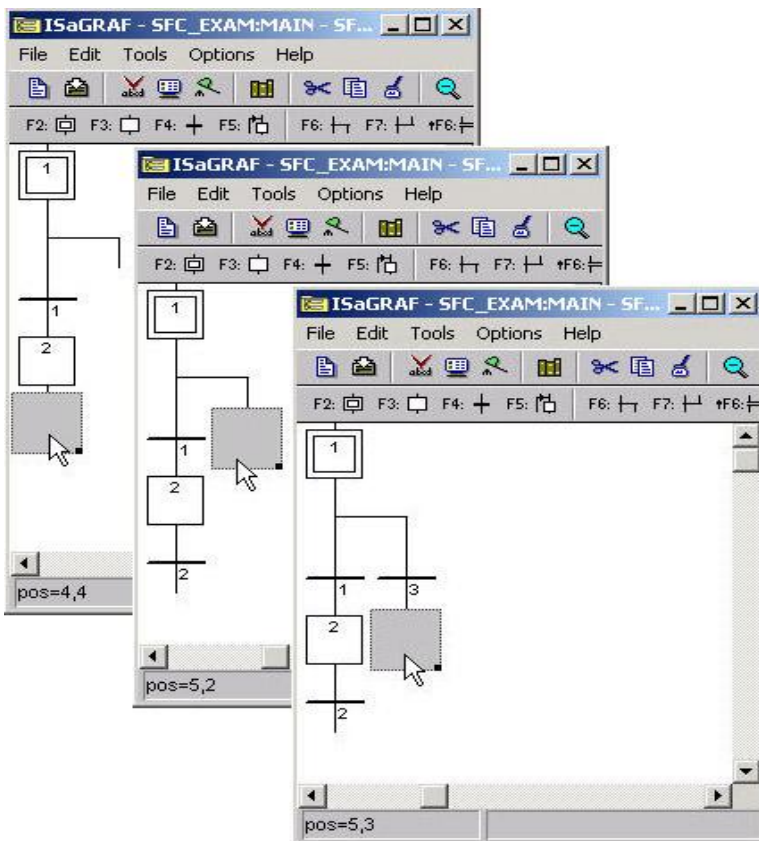 ISaGRAF - SFC_EXAM:MAIN - SF...
File Edit Tools Options Help
F2: F3: F4: F5: F6: F7: ↑F6:
1
1
2
pos=4,4
ISaGRAF - SFC_EXAM:MAIN - SF...
File Edit Tools Options Help
F2: F3: F4: F5: F6: F7: ↑F6:
1
1
2
2
pos=5,2
ISaGRAF - SFC_EXAM:MAIN - SF...
File Edit Tools Options Help
F2: F3: F4: F5: F6: F7: ↑F6:
1
1 3
2
2
pos=5,3